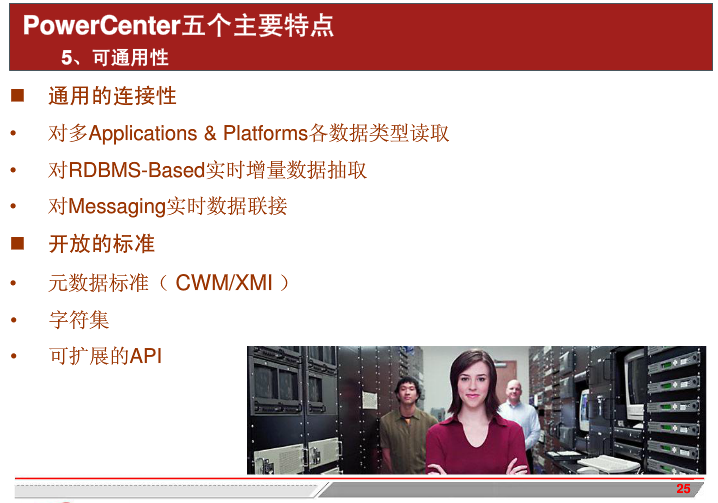 PowerCenter五个主要特点
5、可通用性
■ 通用的连接性
• 对多Applications & Platforms各数据类型读取
• 对RDBMS-Based实时增量数据抽取
• 对Messaging实时数据联接
■ 开放的标准
• 元数据标准（ CWM/XMI ）
• 字符集
• 可扩展的API
25